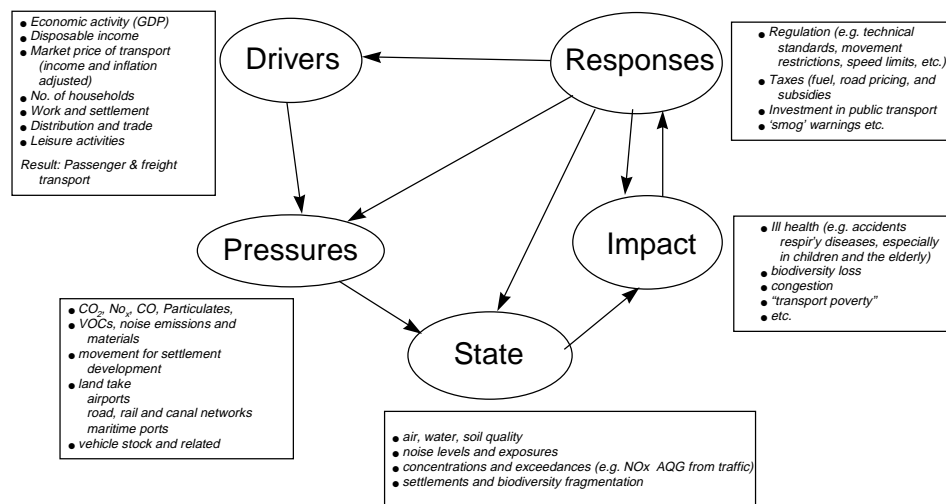 ● Economic activity (GDP)
● Disposable income
● Market price of transport
(income and inflation
adjusted)
● No. of households
● Work and settlement
● Distribution and trade
● Leisure activities
Result: Passenger & freight
transport
Drivers
Responses
● Regulation (e.g. technical
standards, movement
restrictions, speed limits, etc.)
● Taxes (fuel, road pricing, and
subsidies
● Investment in public transport
● ‘smog’ warnings etc.
Pressures
Impact
● Ill health (e.g. accidents
respir’y diseases, especially
in children and the elderly)
● biodiversity loss
● congestion
● “transport poverty”
● etc.
● CO₂, Noₓ, CO, Particulates,
● VOCs, noise emissions and
materials
● movement for settlement
development
● land take
airports
road, rail and canal networks
maritime ports
● vehicle stock and related
State
● air, water, soil quality
● noise levels and exposures
● concentrations and exceedances (e.g. NOx AQG from traffic)
● settlements and biodiversity fragmentation